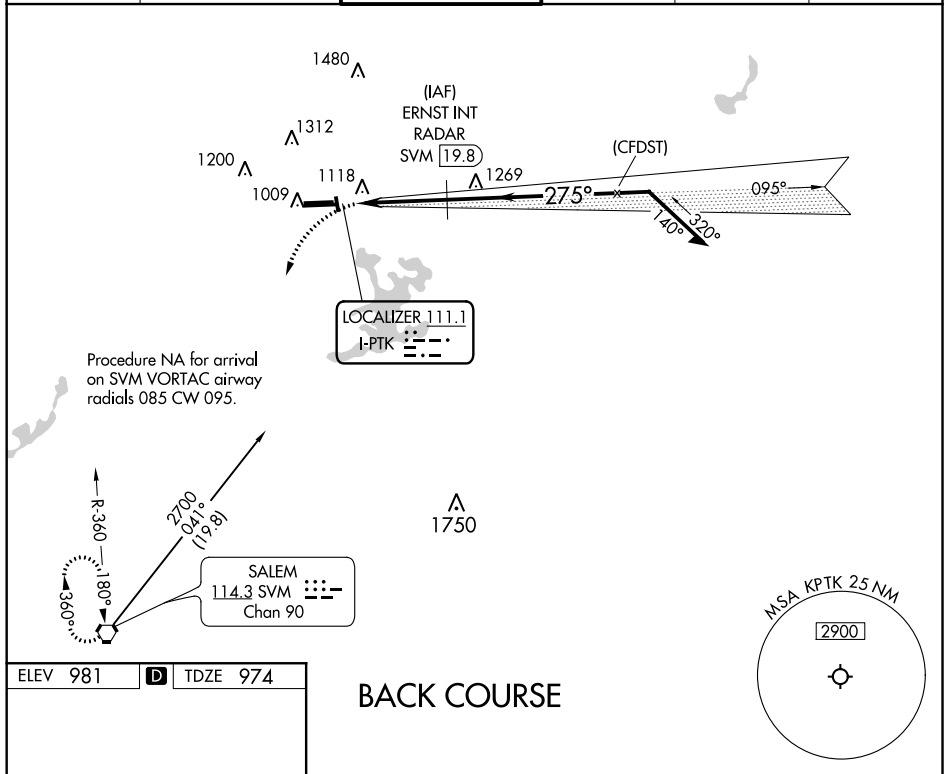 1480
(IAF)
ERNST INT
RADAR
SVM 19.8
1312
(CFDST)
1200
1118
1269
1009
275°
095°
140°
320°
LOCALIZER 111.1
I-PTK
Procedure NA for arrival
on SVM VORTAC airway
radials 085 CW 095.
2700
041°
(19.8)
R-360
180°
360°
1750
SALEM
114.3 SVM
Chan 90
MSA KPTK 25 NM
2900
ELEV 981 D TDZE 974
BACK COURSE